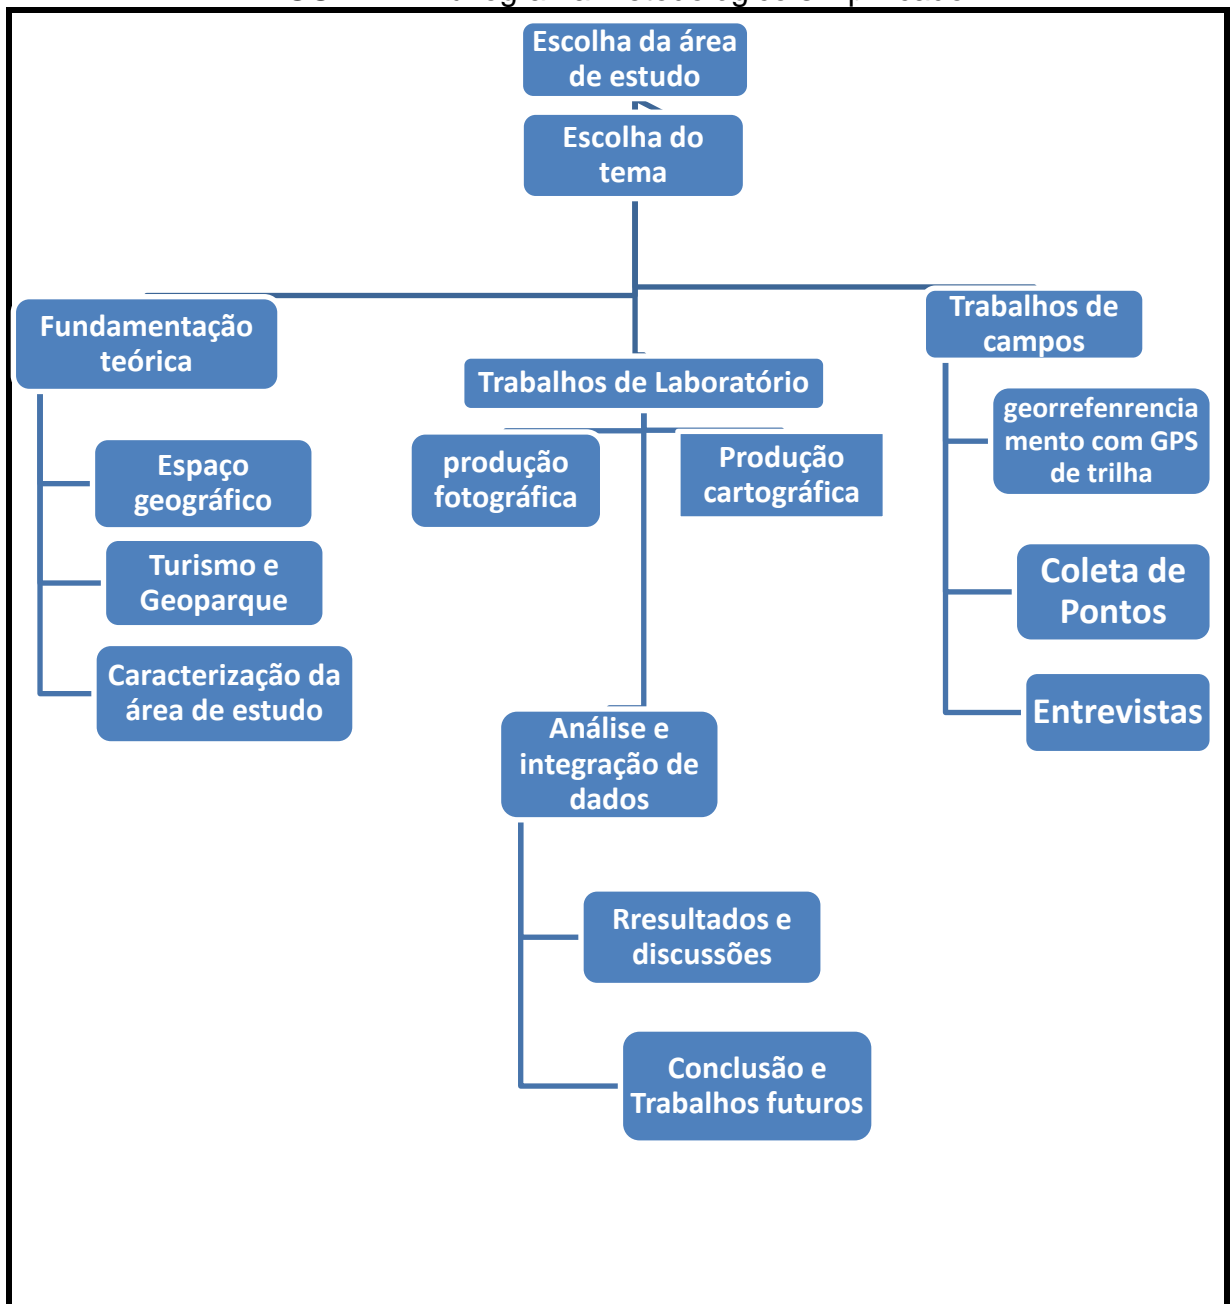 Escolha da área
de estudo
Escolha do
tema
Fundamentação
teórica
Espaço
geográfico
Turismo e
Geoparque
Caracterização da
área de estudo
Trabalhos de Laboratório
produção
fotográfica
Produção
cartográfica
Análise e
integração de
dados
Rresultados e
discussões
Conclusão e
Trabalhos futuros
Trabalhos de
campos
georrefenrencia
mento com GPS
de trilha
Coleta de
Pontos
Entrevistas